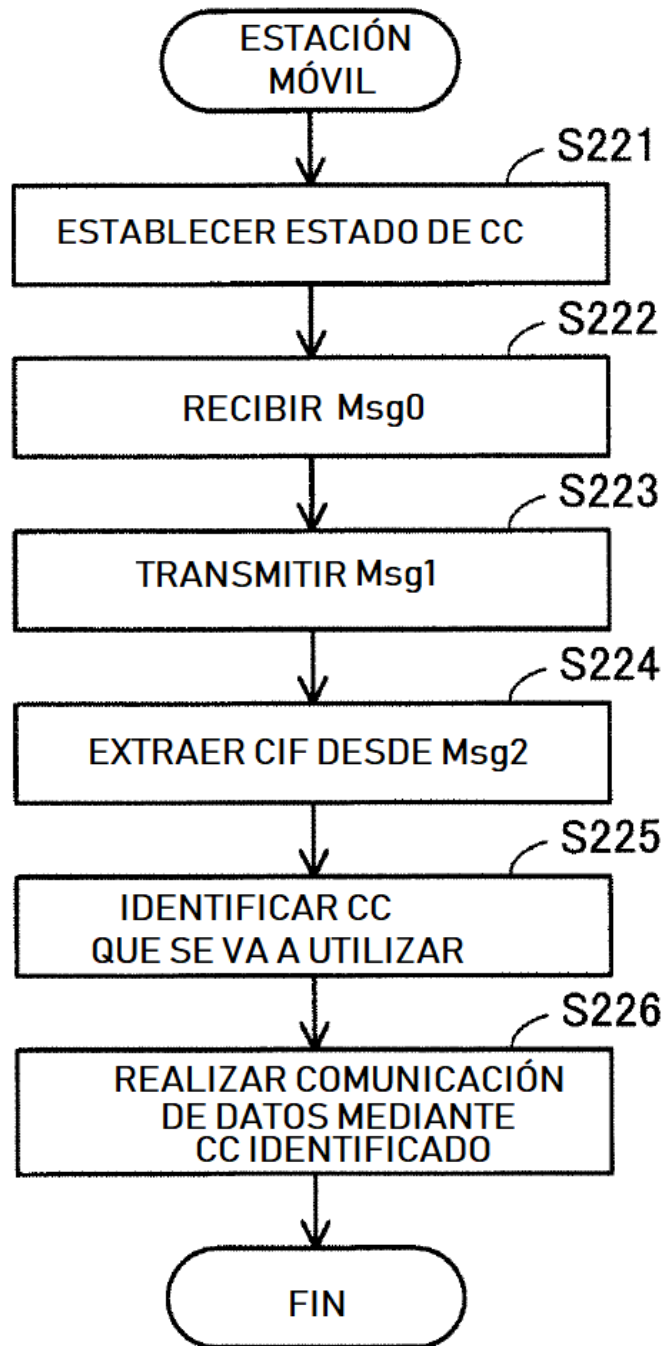 ESTACIÓN
MÓVIL
S221
ESTABLECER ESTADO DE CC
S222
RECIBIR Msg0
S223
TRANSMITIR Msg1
S224
EXTRAER CIF DESDE Msg2
S225
IDENTIFICAR CC
QUE SE VA A UTILIZAR
S226
REALIZAR COMUNICACIÓN
DE DATOS MEDIANTE
CC IDENTIFICADO
FIN